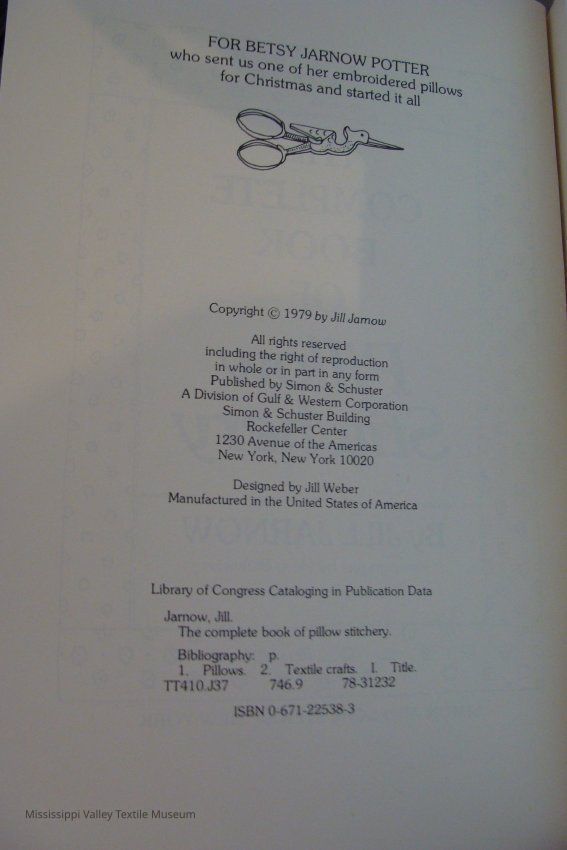 FOR BETSY JARNOW POTTER
who sent us one of her embroidered pillows
for Christmas and started it all
Copyright © 1979 by Jill Jarnow
All rights reserved
including the right of reproduction
in whole or in part in any form
Published by Simon & Schuster
A Division of Gulf & Western Corporation
Simon & Schuster Building
Rockefeller Center
1230 Avenue of the Americas
New York, New York 10020
Designed by Jill Weber
Manufactured in the United States of America
Library of Congress Cataloging in Publication Data
Jarnow, Jill.
The complete book of pillow stitchery.
Bibliography: p.
1. Pillows. 2. Textile crafts. I. Title.
TT410.J37 746.9 78-31232
ISBN 0-671-22538-3
Mississippi Valley Textile Museum